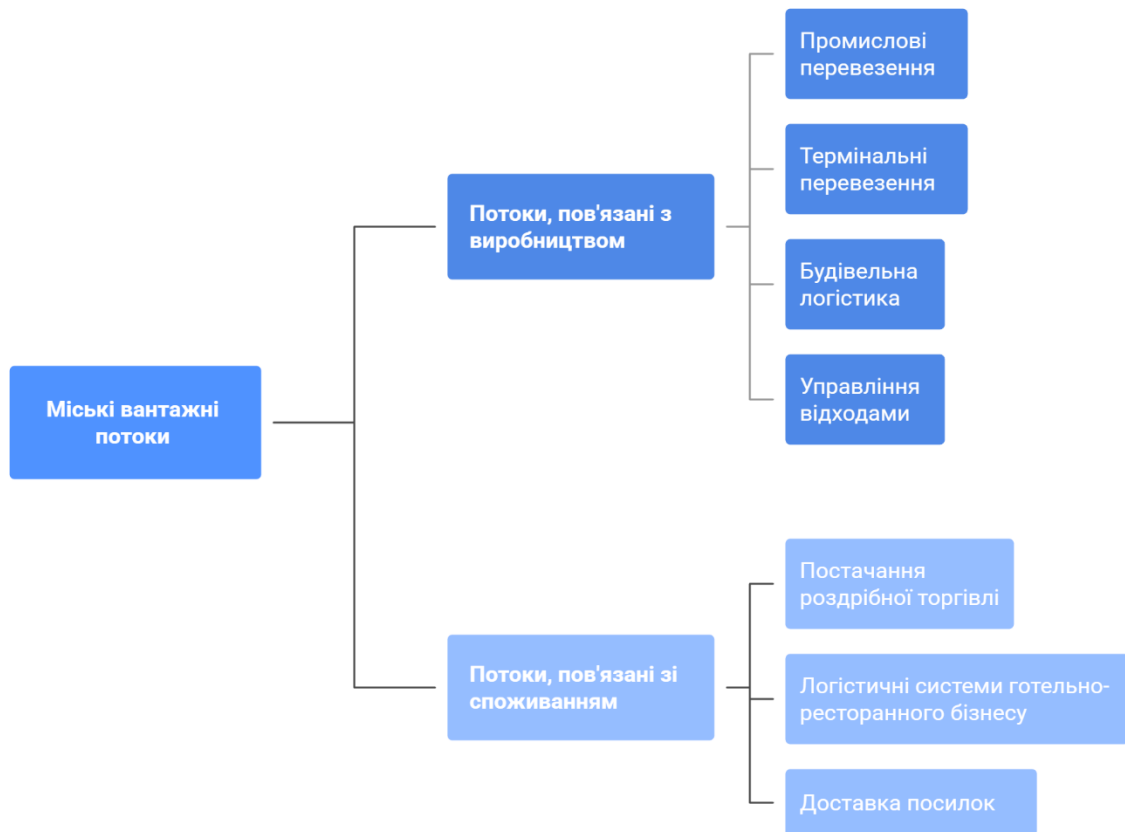 Міські вантажні
потоки
Потоки, пов'язані з
виробництвом
Промислові
перевезення
Термінальні
перевезення
Будівельна
логістика
Управління
відходами
Потоки, пов'язані зі
споживанням
Постачання
роздрібної торгівлі
Логістичні системи готельно-
ресторанного бізнесу
Доставка посилок